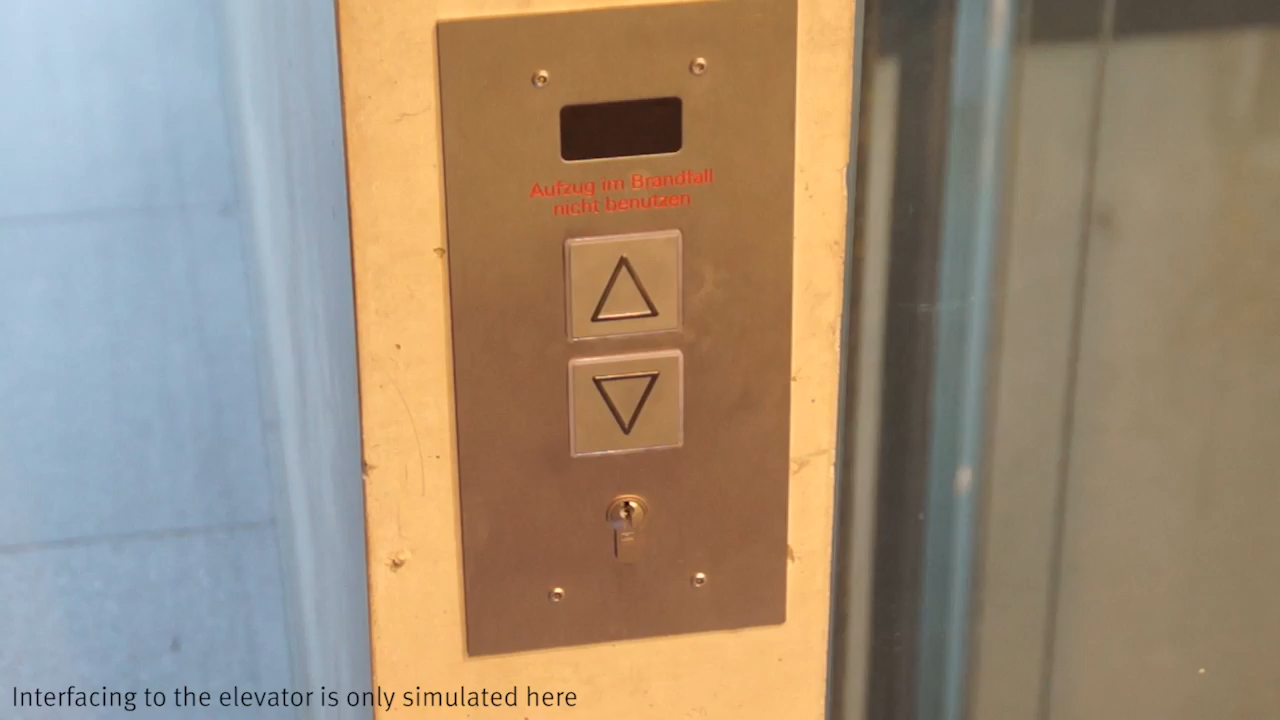 Aufzug im Brandfall
nicht benutzen
Interfacing to the elevator is only simulated here